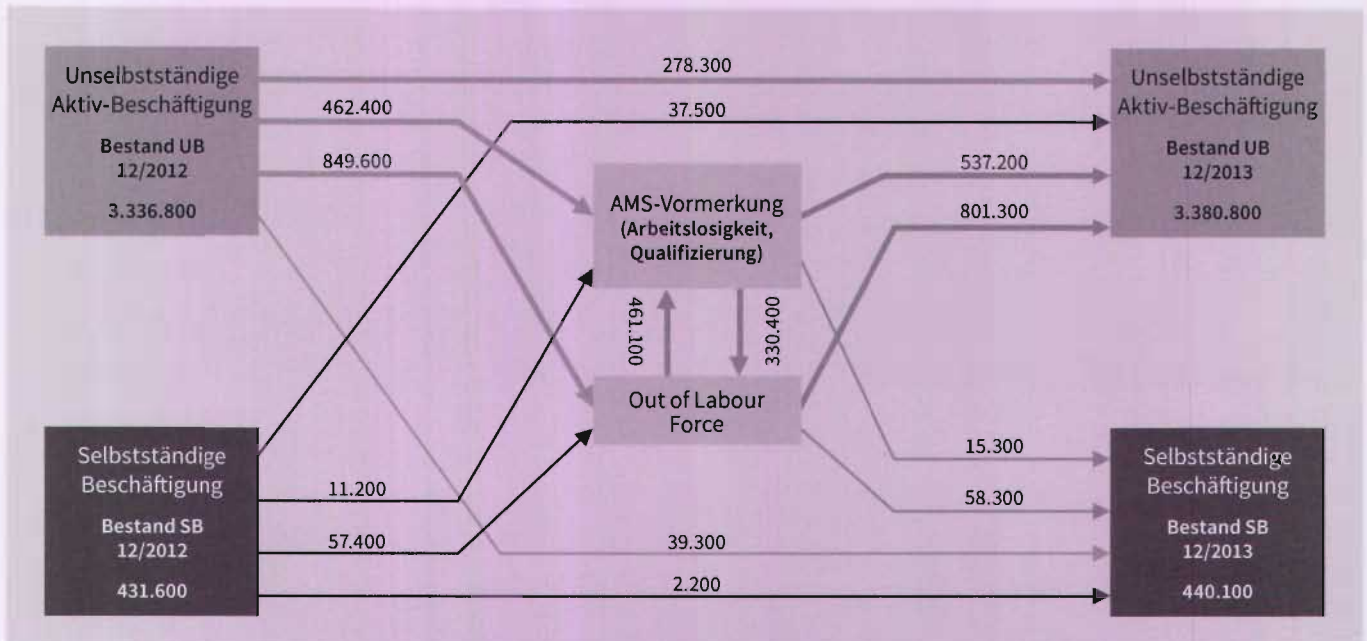 Unselbstständige
Aktiv-Beschäftigung
Bestand UB
12/2012
3.336.800
278.300
462.400
37.500
849.600
Unselbstständige
Aktiv-Beschäftigung
Bestand UB
12/2013
3.380.800
537.200
801.300
AMS-Vormerkung
(Arbeitslosigkeit,
Qualifizierung)
461.100
330.400
Out of Labour
Force
Selbstständige
Beschäftigung
Bestand SB
12/2012
431.600
11.200
57.400
39.300
2.200
15.300
58.300
Selbstständige
Beschäftigung
Bestand SB
12/2013
440.100